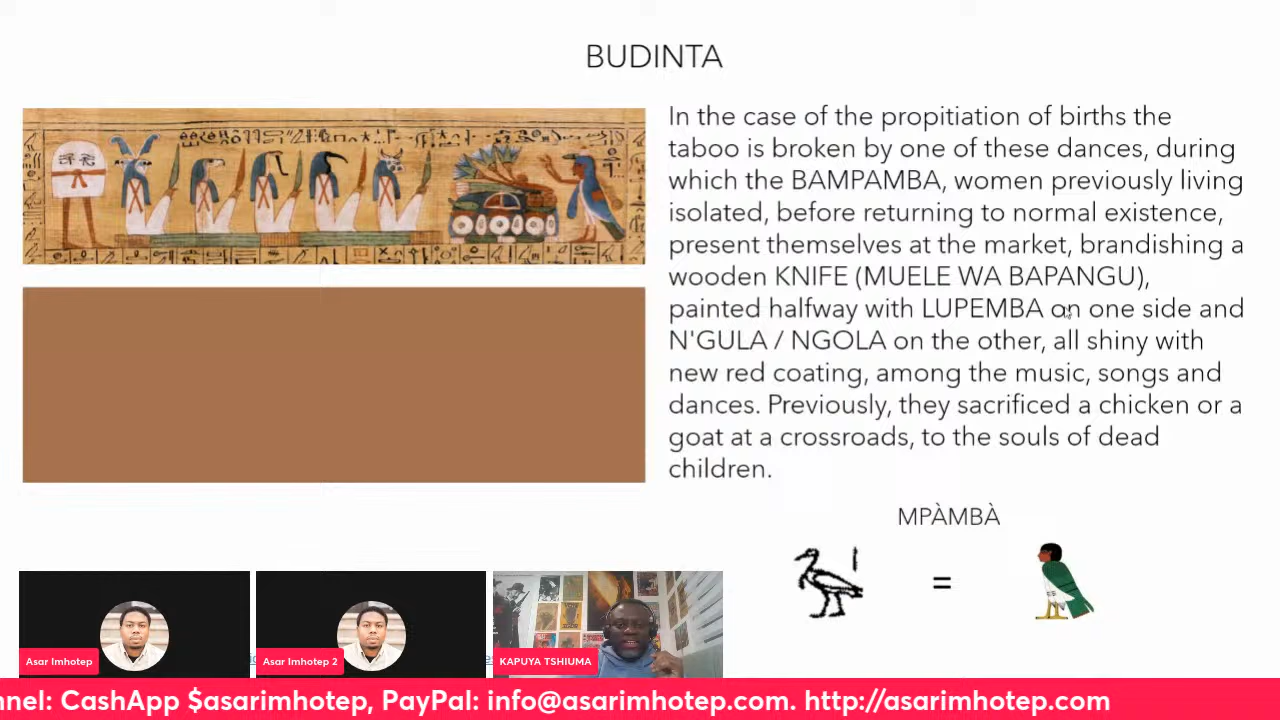 BUDINTA
In the case of the propitiation of births the
taboo is broken by one of these dances, during
which the BAMPAMBA, women previously living
isolated, before returning to normal existence,
present themselves at the market, brandishing a
wooden KNIFE (MUELE WA BAPANGU),
painted halfway with LUPEMBA on one side and
N'GULA / NGOLA on the other, all shiny with
new red coating, among the music, songs and
dances. Previously, they sacrificed a chicken or a
goat at a crossroads, to the souls of dead
children.
MPÀMBÀ
=
Asar Imhotep
Asar Imhotep 2
KAPUYA TSHIUMA
nnel: CashApp $asarimhotep, PayPal: info@asarimhotep.com. http://asarimhotep.com